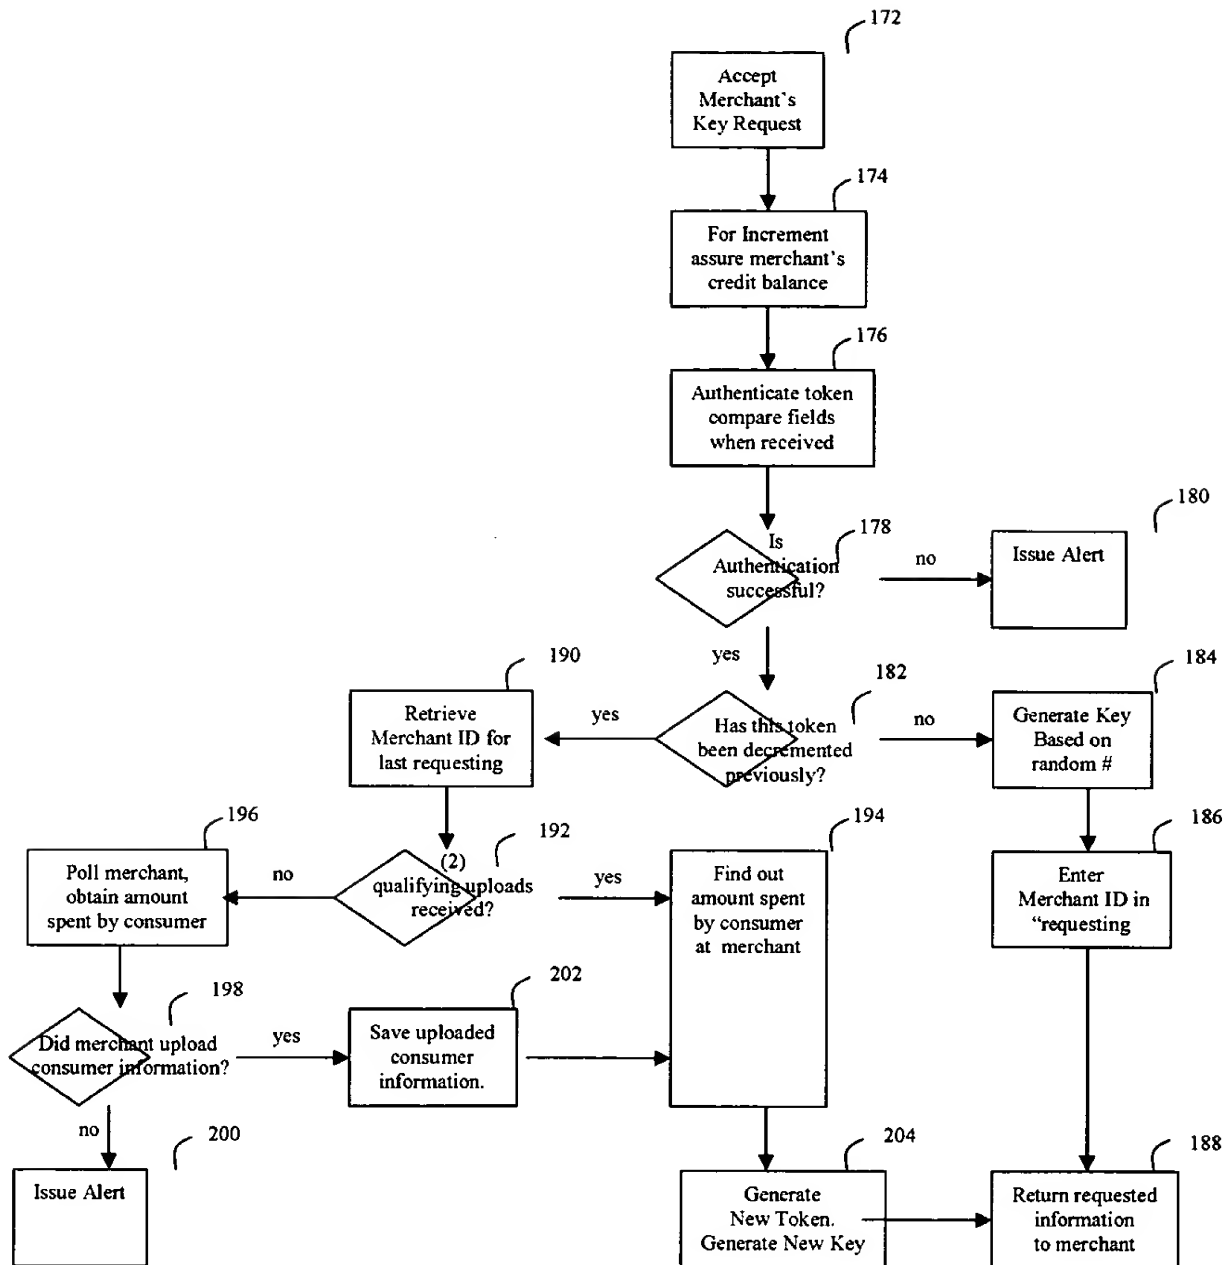 172
Accept
Merchant's
Key Request
174
For Increment
assure merchant's
credit balance
176
Authenticate token
compare fields
when received
178
Is
Authentication
successful?
no
180
Issue Alert
yes
190
Retrieve
Merchant ID for
last requesting
yes
182
Has this token
been decremented
previously?
no
184
Generate Key
Based on
random #
196
Poll merchant,
obtain amount
spent by consumer
no
192
(2)
qualifying uploads
received?
yes
194
Find out
amount spent
by consumer
at merchant
186
Enter
Merchant ID in
“requesting
198
Did merchant upload
consumer information?
yes
202
Save uploaded
consumer
information.
no
200
Issue Alert
204
Generate
New Token.
Generate New Key
188
Return requested
information
to merchant